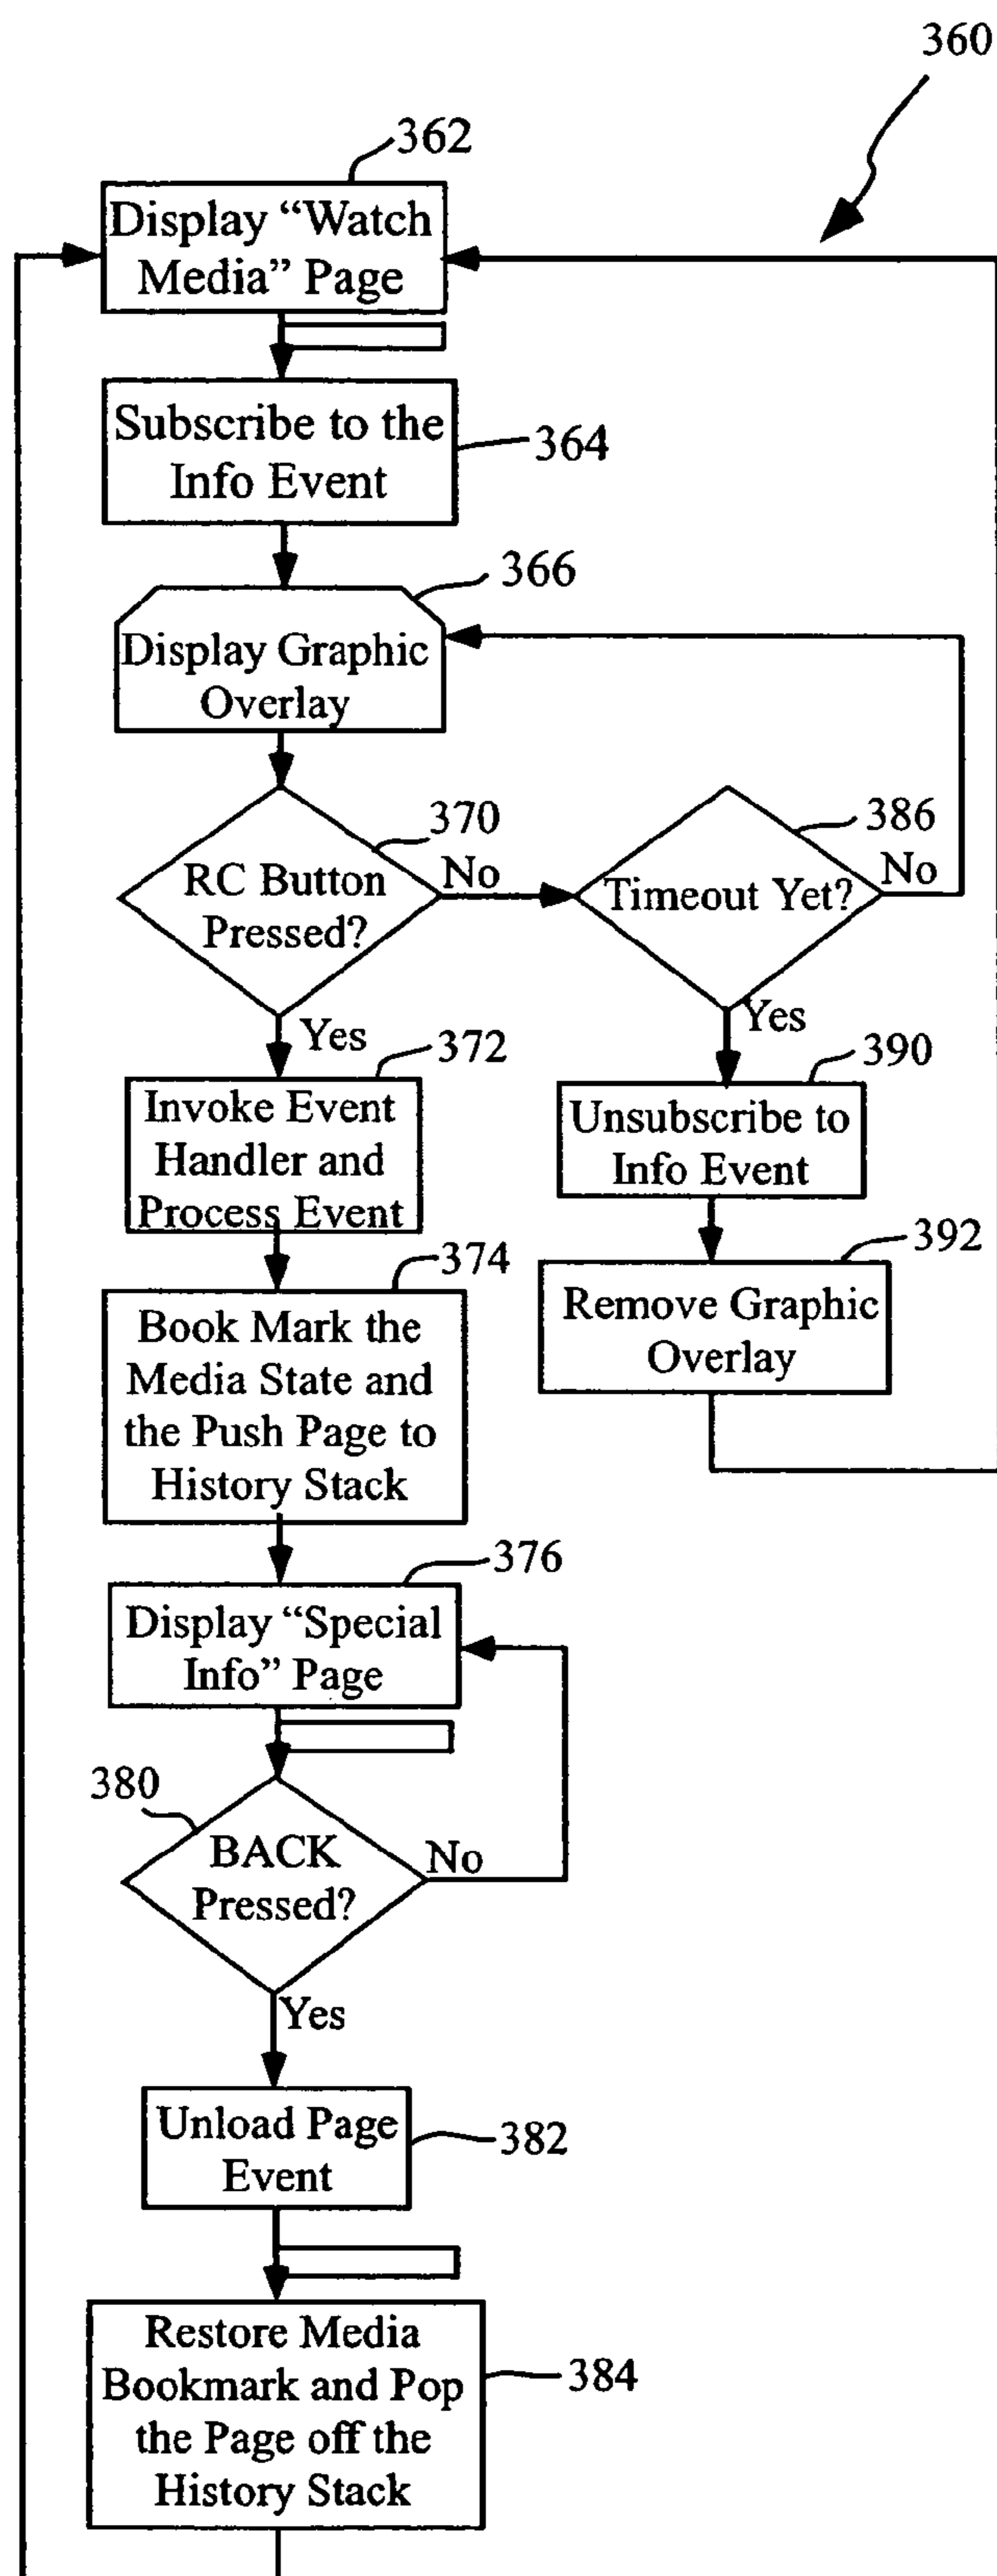 360
362
Display “Watch
Media” Page
Subscribe to the
Info Event
364
366
Display Graphic
Overlay
370
RC Button
Pressed?
No
386
Timeout Yet?
No
Yes
372
Invoke Event
Handler and
Process Event
Yes
390
Unsubscribe to
Info Event
374
Book Mark the
Media State and
the Push Page to
History Stack
392
Remove Graphic
Overlay
376
Display “Special
Info” Page
380
BACK
Pressed?
No
Yes
Unload Page
Event
382
Restore Media
Bookmark and Pop
the Page off the
History Stack
384